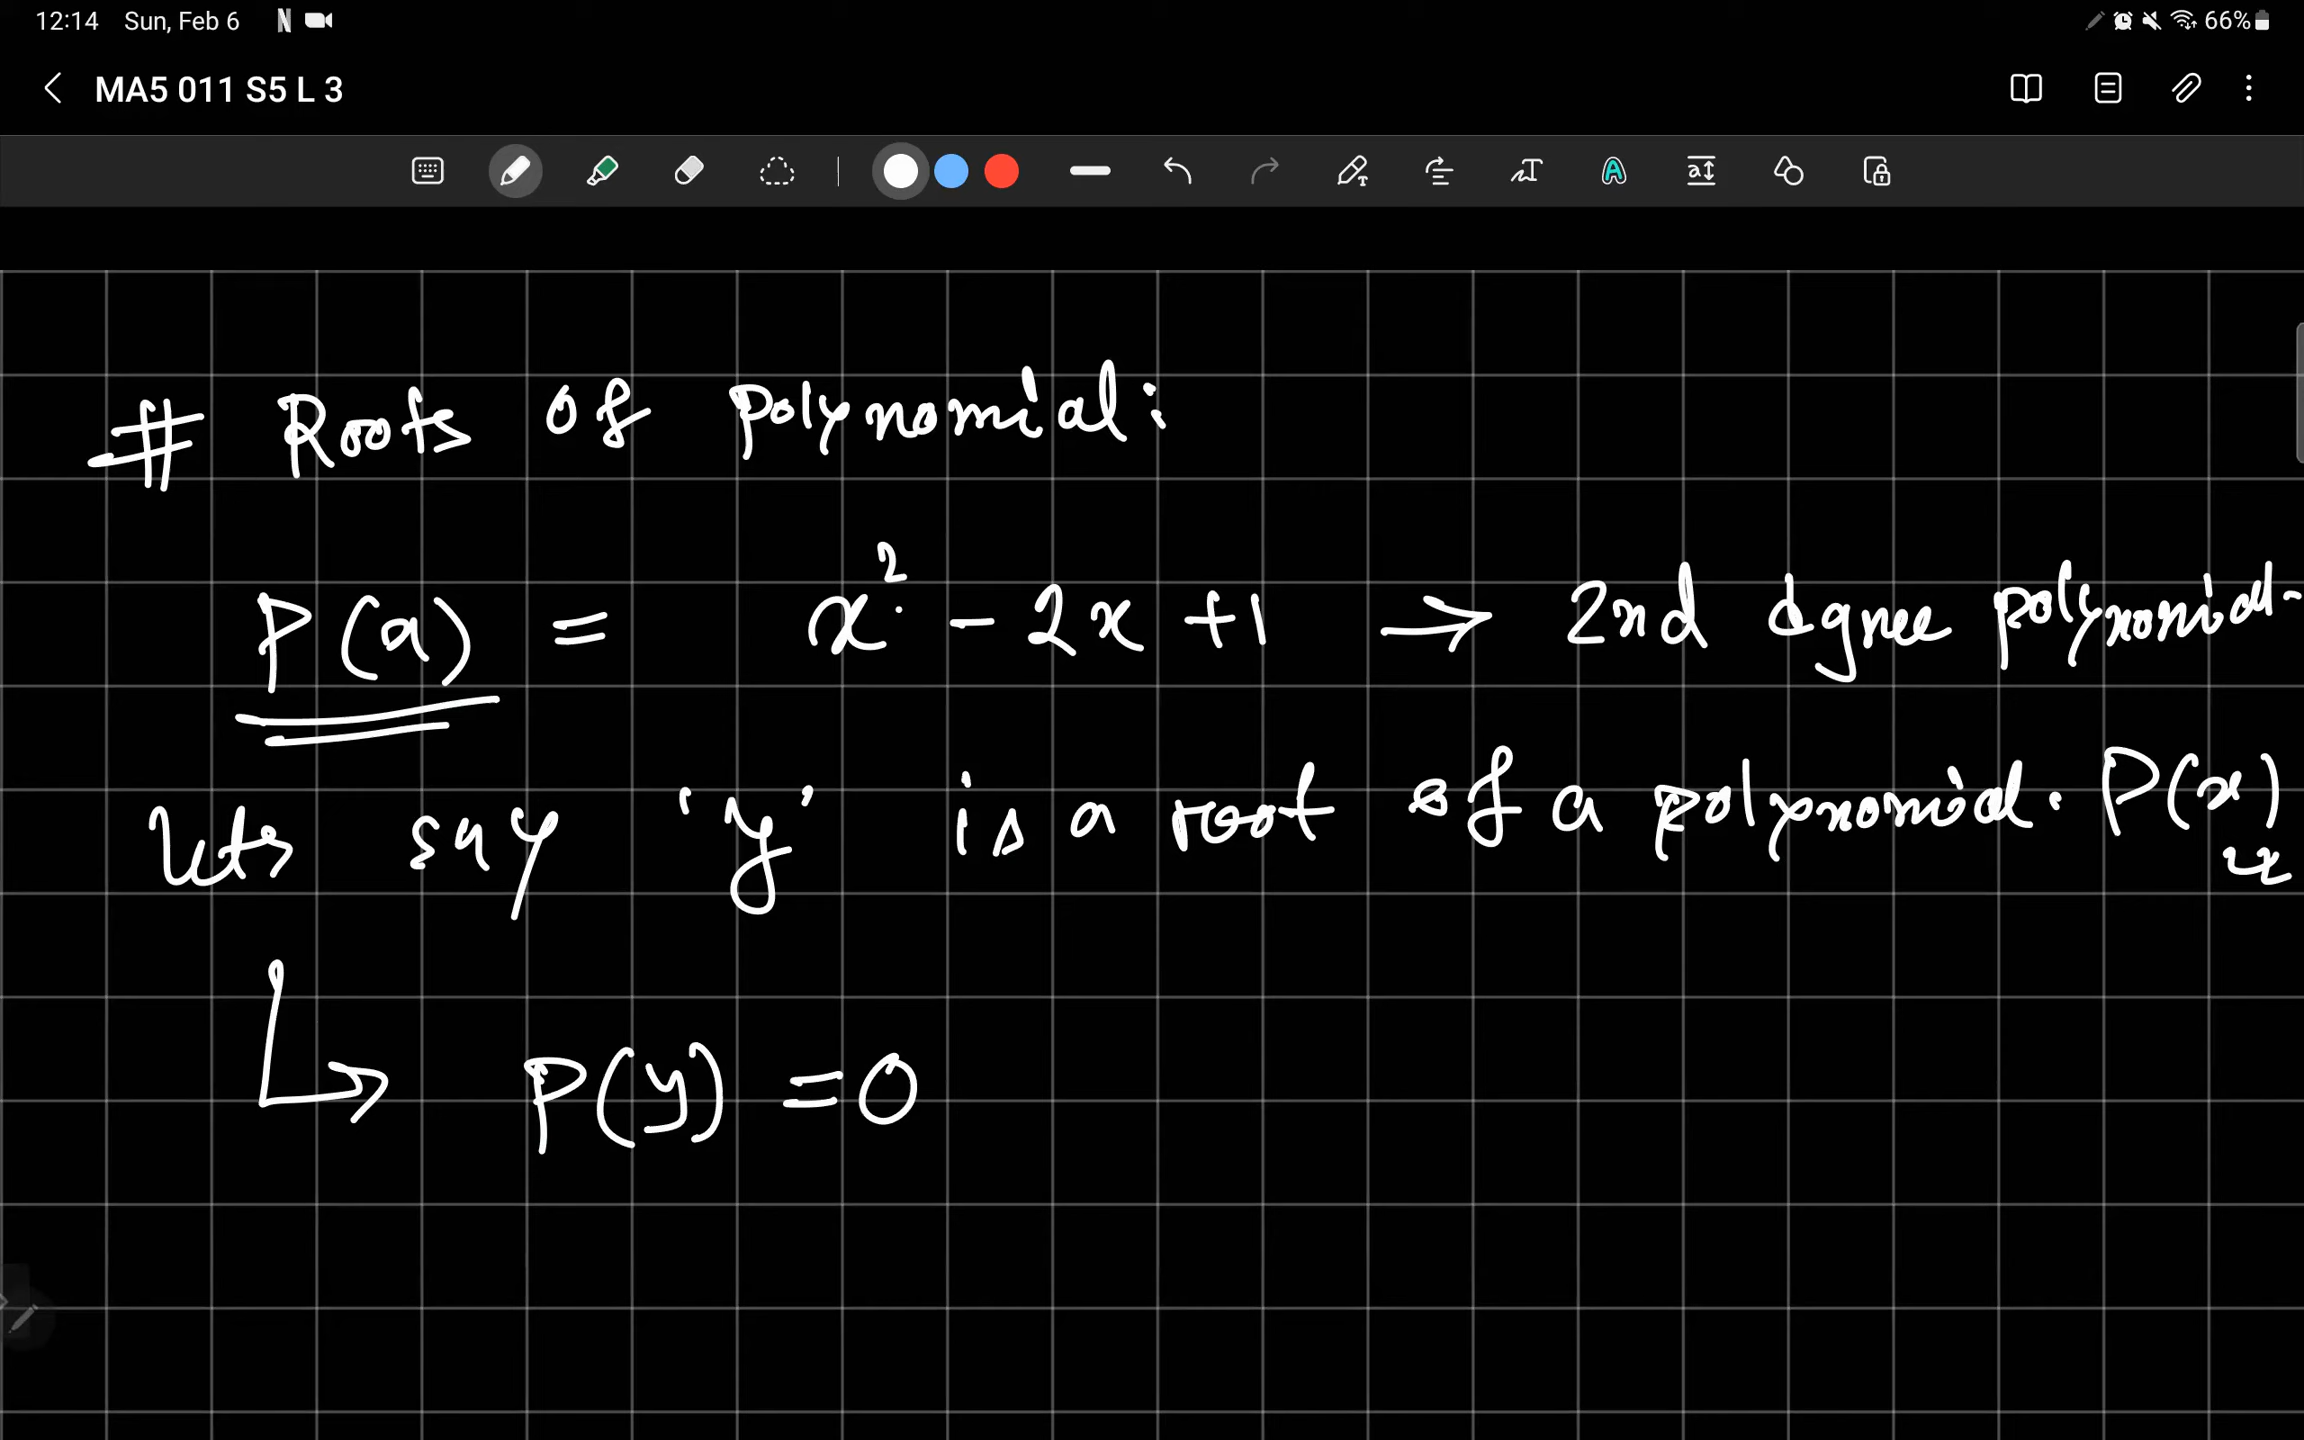 12:14 Sun, Feb 6 66%
MA5 011 S5 L 3
# Roots of polynomial:
P(a) = x² - 2x + 1 → 2nd dgree polynomial.
lets say 'y' is a root of a polynomial. P(x)
↳ P(y) = 0